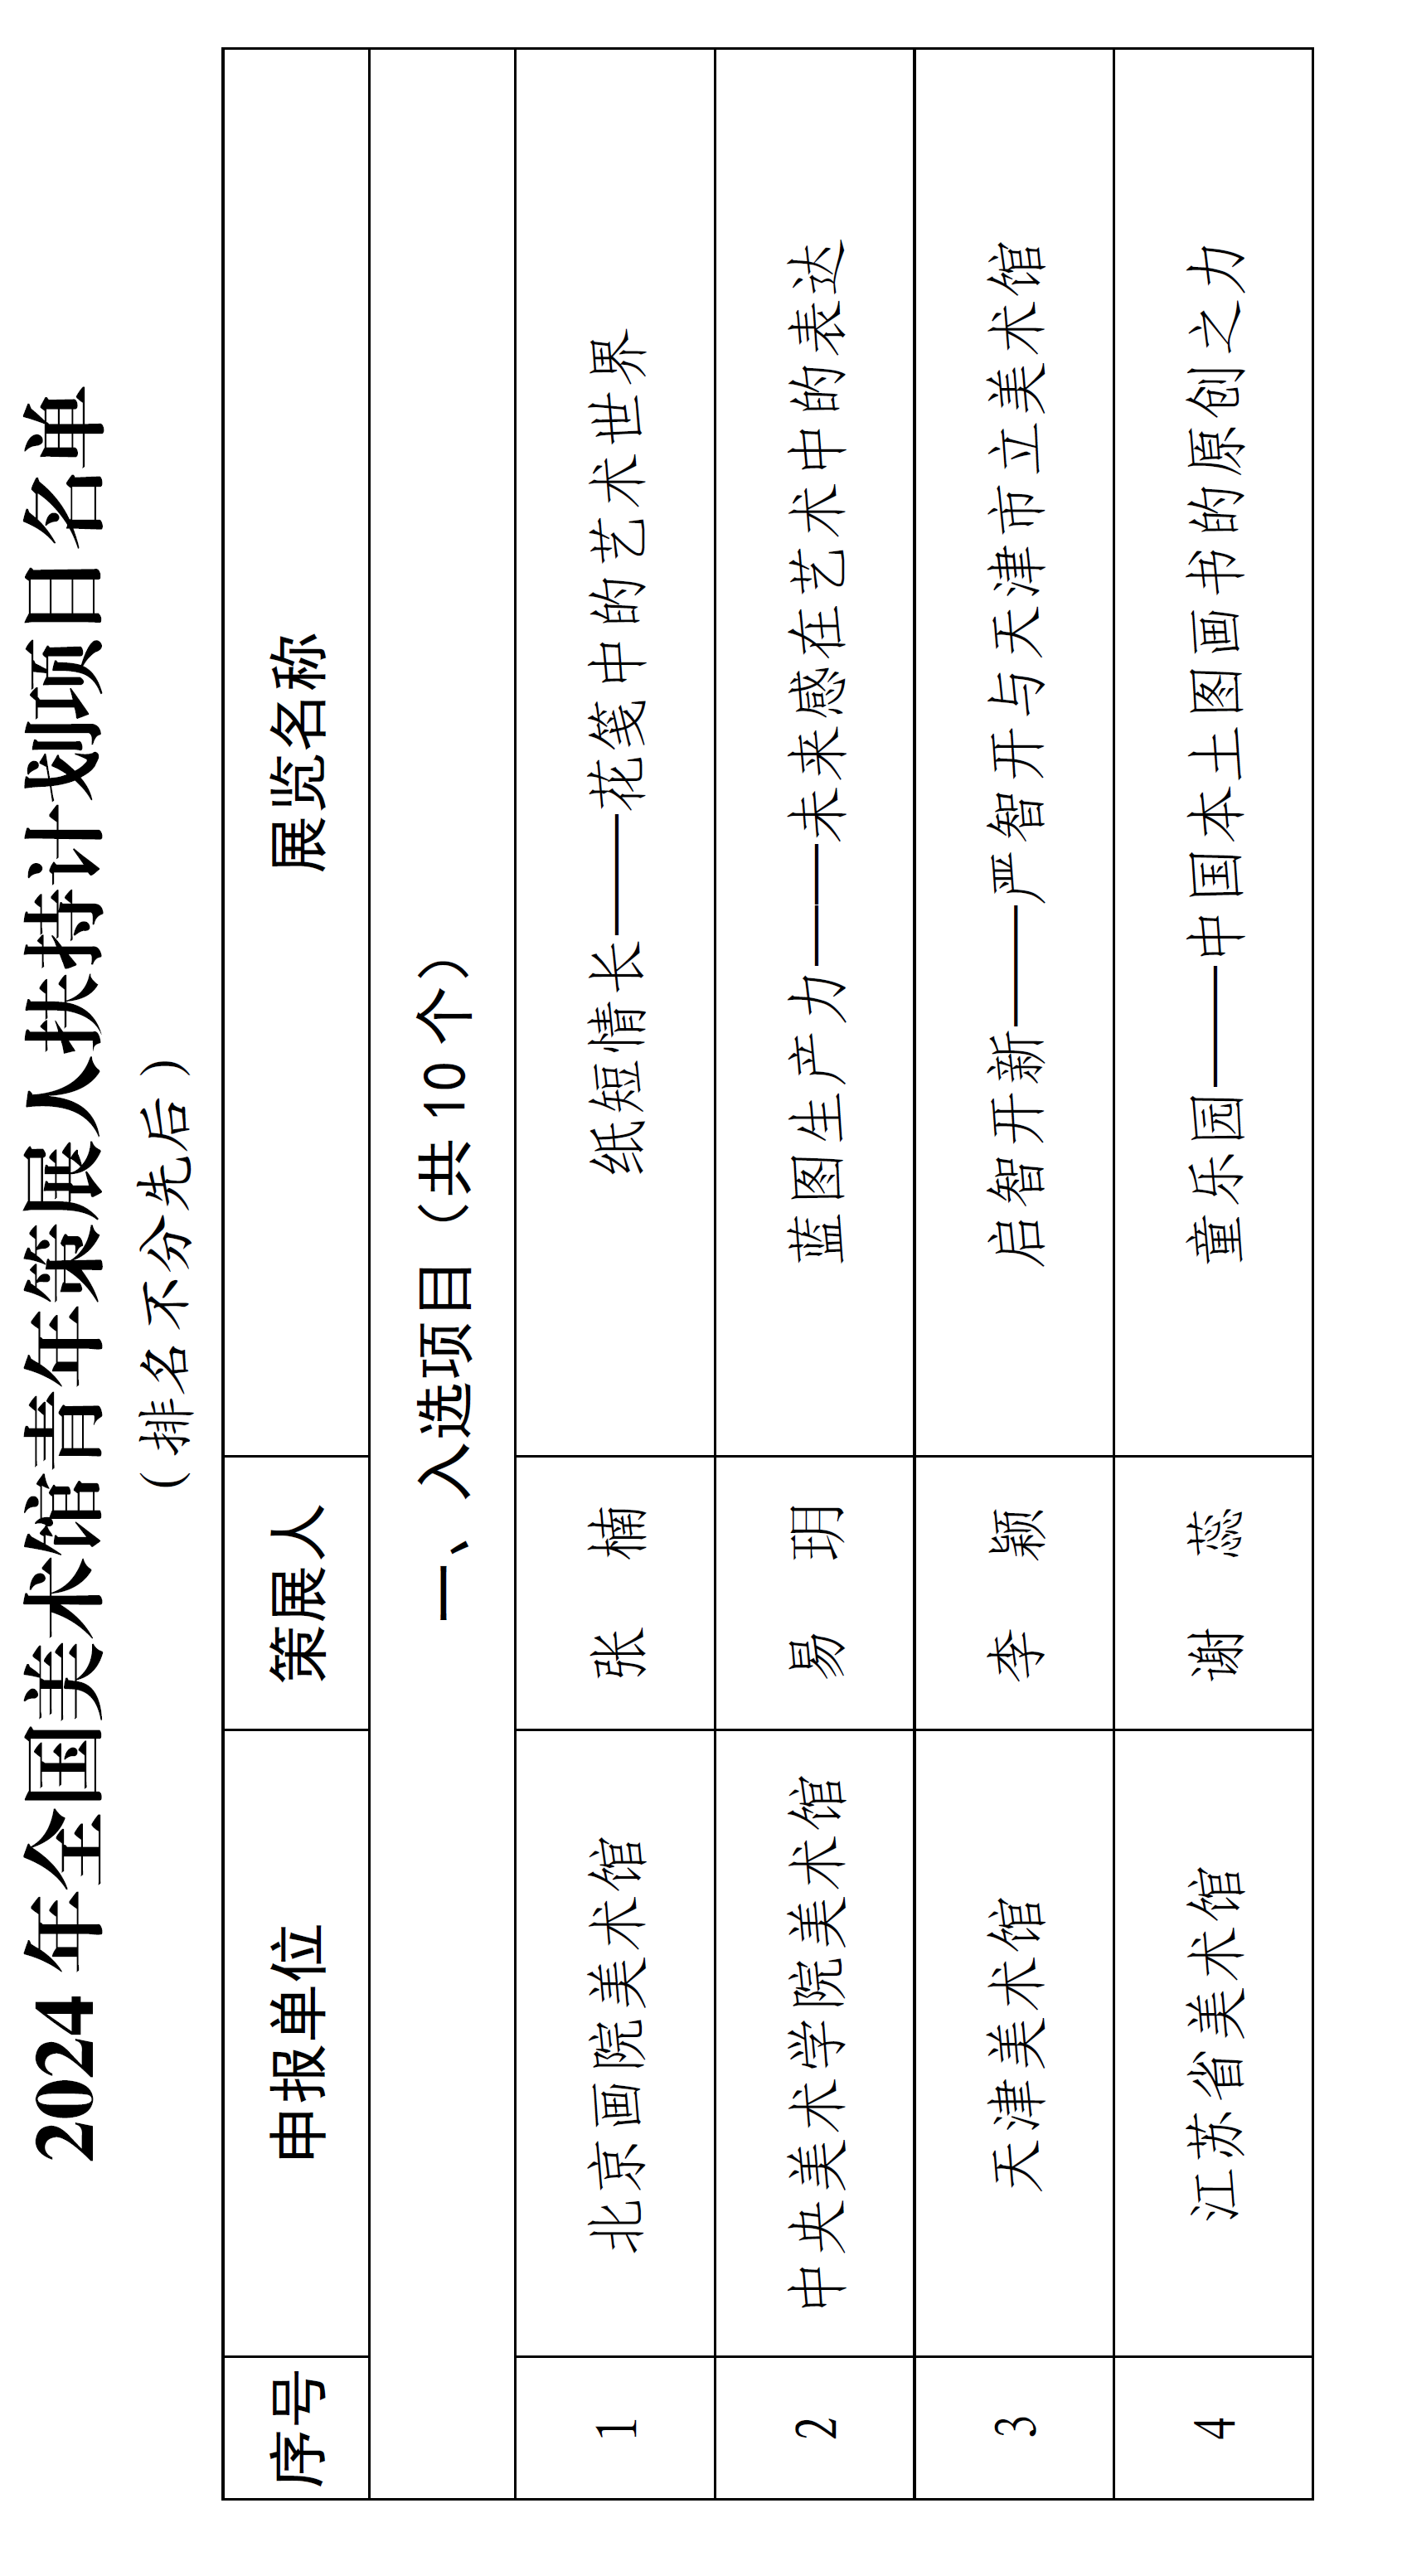 2024 年全国美术馆青年策展人扶持计划项目名单
（排名不分先后）
序号 申报单位 策展人 展览名称
一、入选项目（共 10 个）
1 北京画院美术馆 张 楠 纸短情长——花笺中的艺术世界
2 中央美术学院美术馆 易 玥 蓝图生产力——未来感在艺术中的表达
3 天津美术馆 李 颖 启智开新——严智开与天津市立美术馆
4 江苏省美术馆 谢 燕 童乐园——中国本土图画书的原创之力